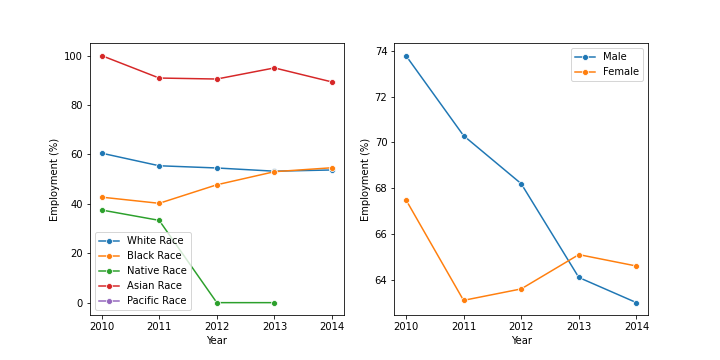 100
80
60
40
20
0
Employment (%)
2010 2011 2012 2013 2014
Year
White Race
Black Race
Native Race
Asian Race
Pacific Race
74
72
70
68
66
64
Employment (%)
2010 2011 2012 2013 2014
Year
Male
Female